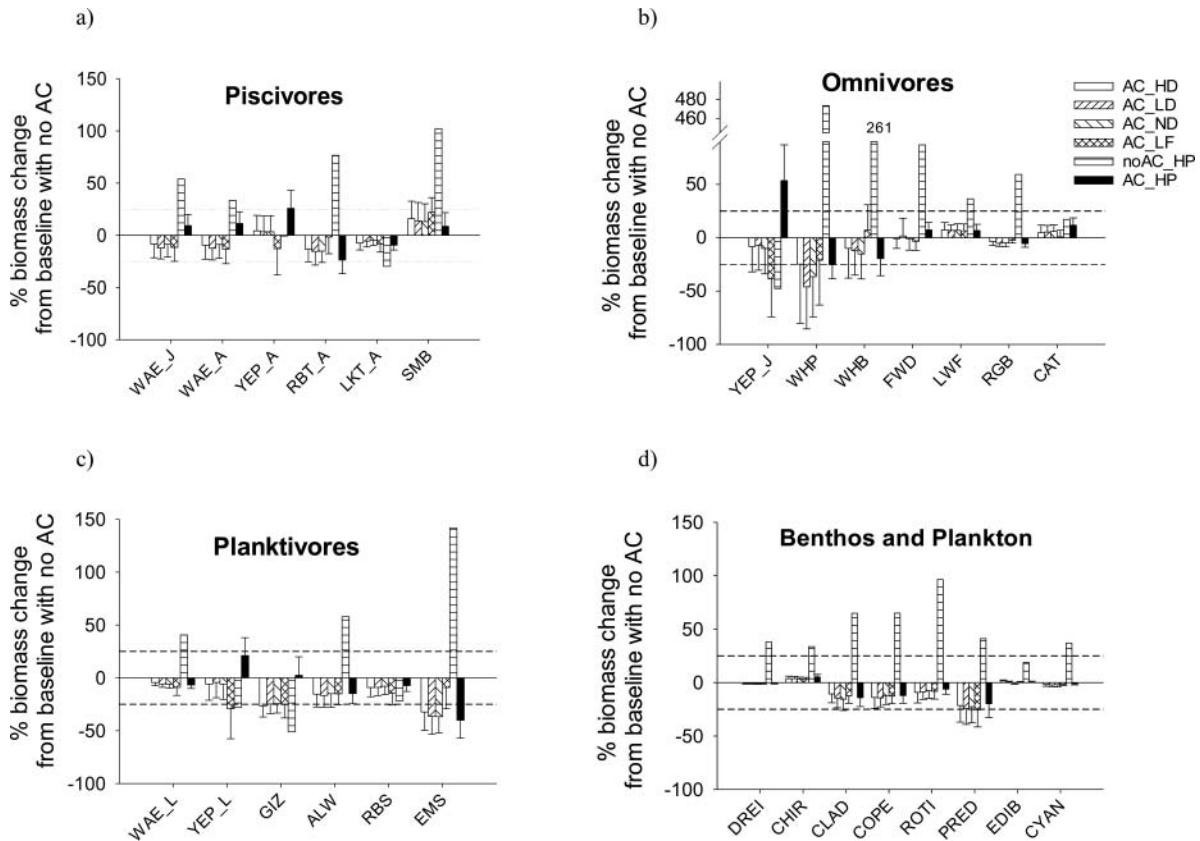 a)
Piscivores
% biomass change
from baseline with no AC
150
100
50
0
-50
-100
WAE_J
WAE_A
YEP_A
RBT_A
LKT_A
SMB
b)
Omnivores
% biomass change
from baseline with no AC
480
460
50
0
-50
-100
261
YEP_J
WHP
WHB
FWD
LWF
RGB
CAT
AC_HD
AC_LD
AC_ND
AC_LF
noAC_HP
AC_HP
c)
Planktivores
% biomass change
from baseline with no AC
150
100
50
0
-50
-100
WAE_L
YEP_L
GIZ
ALW
RBS
EMS
d)
Benthos and Plankton
% biomass change
from baseline with no AC
150
100
50
0
-50
-100
DREI
CHIR
CLAD
COPE
ROTI
PRED
EDIB
CYAN